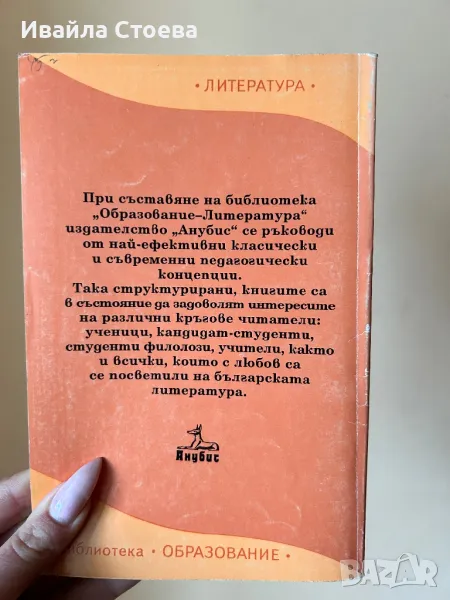 Ивайла Стоева
• ЛИТЕРАТУРА •
При съставяне на библиотека
„Образование–Литература“
издателство „Анубис“ се ръководи
от най-ефективни класически
и съвременни педагогически
концепции.
Така структурирани, книгите са
в състояние да задоволят интересите
на различни кръгове читатели:
ученици, кандидат-студенти,
студенти филолози, учители, както
и всички, които с любов са
се посветили на българската
литература.
Анубис
блиотека • ОБРАЗОВАНИЕ •
BAZAR